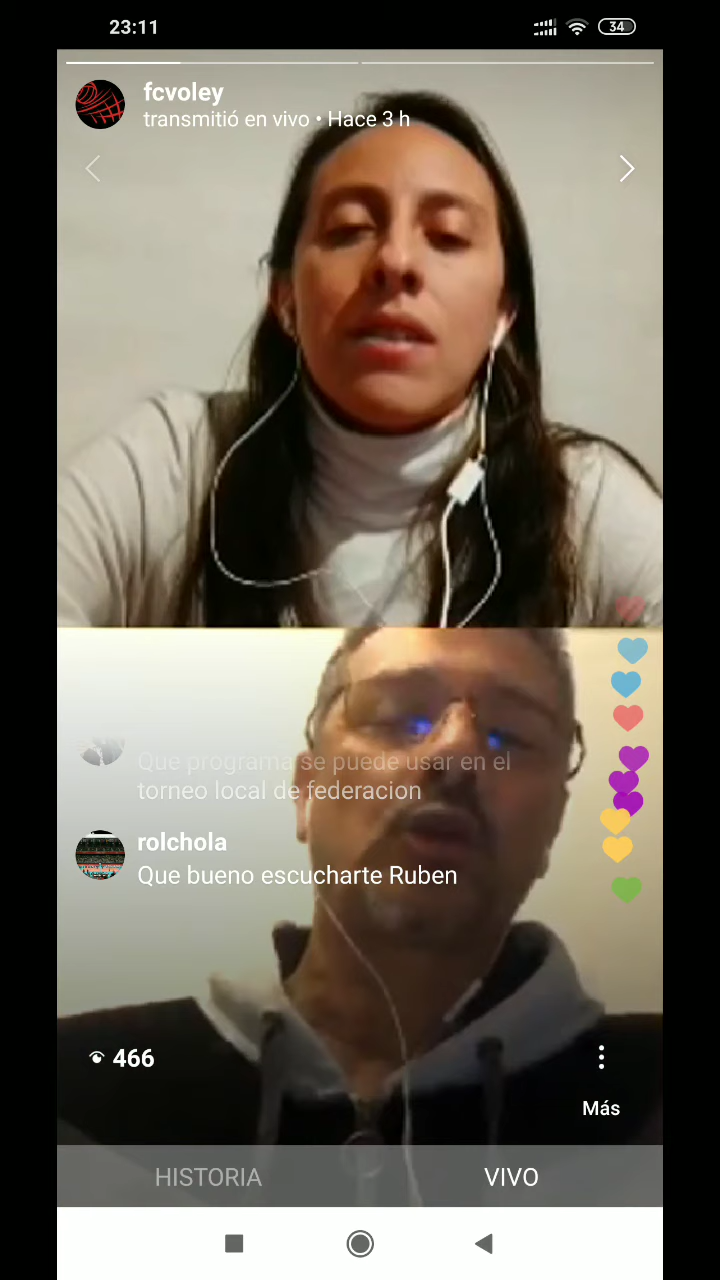 23:11
34
fcvoley
transmitió en vivo • Hace 3 h
Que programa se puede usar en el
torneo local de federacion
rolchola
Que bueno escucharte Ruben
466
Más
HISTORIA
VIVO